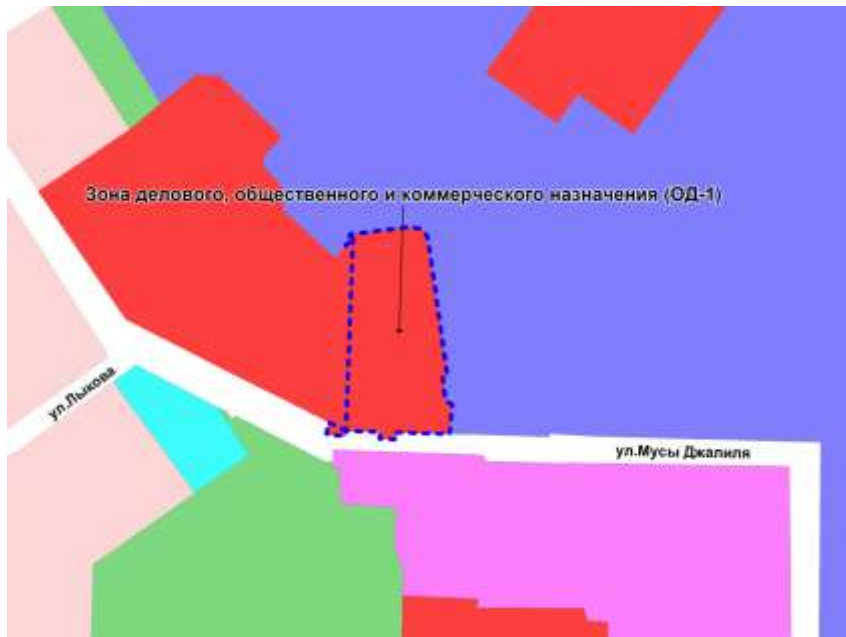 Зона делового, общественного и коммерческого назначения (ОД-1)
ул.Лыкова
ул.Мусы Джалиля